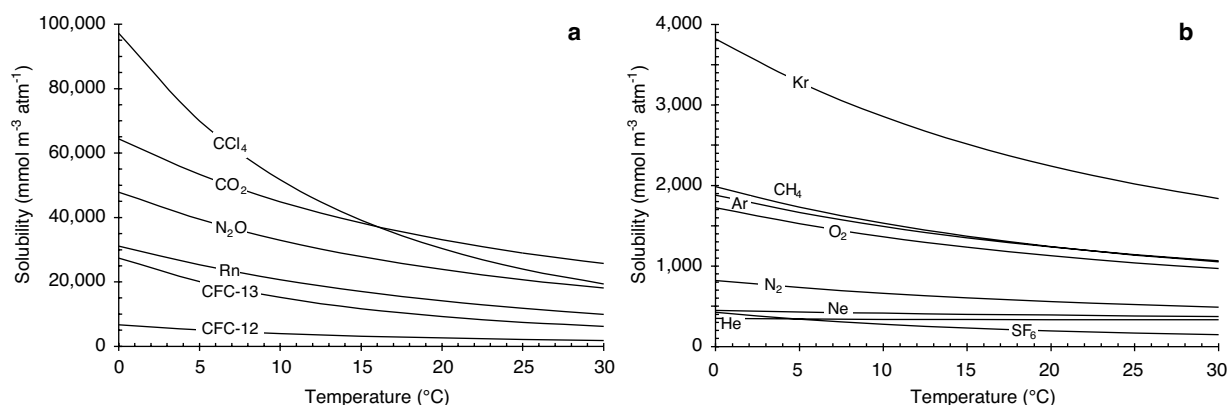 a
100,000
80,000
60,000
40,000
20,000
0
Solubility (mmol m⁻³ atm⁻¹)
CCl₄
CO₂
N₂O
Rn
CFC-13
CFC-12
0 5 10 15 20 25 30
Temperature (°C)
b
4,000
3,000
2,000
1,000
0
Solubility (mmol m⁻³ atm⁻¹)
Kr
CH₄
Ar
O₂
N₂
Ne
He
SF₆
0 5 10 15 20 25 30
Temperature (°C)